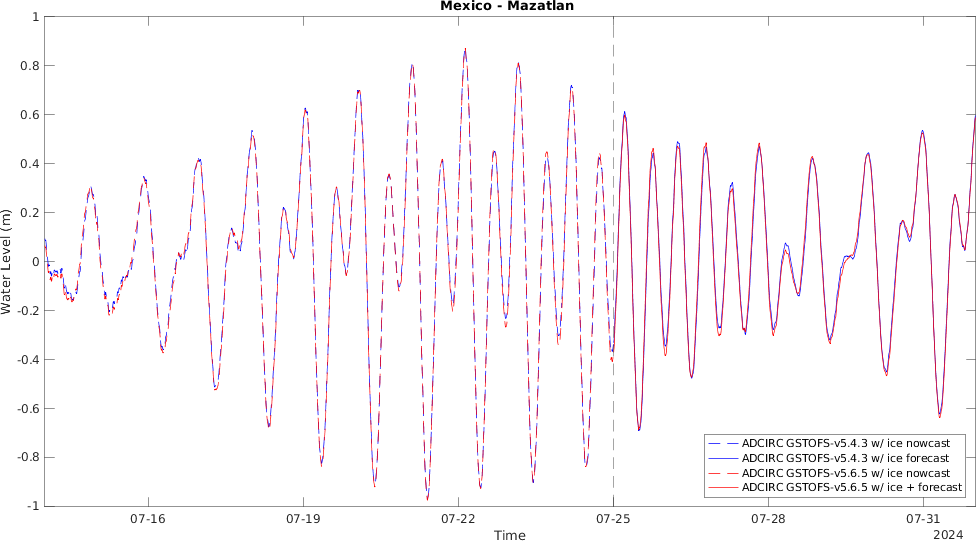 Mexico - Mazatlan
1
0.8
0.6
0.4
0.2
0
-0.2
-0.4
-0.6
-0.8
-1
Water Level (m)
07-16
07-19
07-22
07-25
07-28
07-31
Time
2024
ADCIRC GSTOFS-v5.4.3 w/ ice nowcast
ADCIRC GSTOFS-v5.4.3 w/ ice forecast
ADCIRC GSTOFS-v5.6.5 w/ ice nowcast
ADCIRC GSTOFS-v5.6.5 w/ ice + forecast